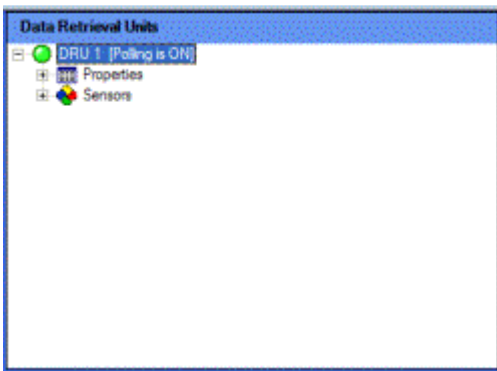 Data Retrieval Units
DRU 1 [Polling is ON]
Properties
Sensors